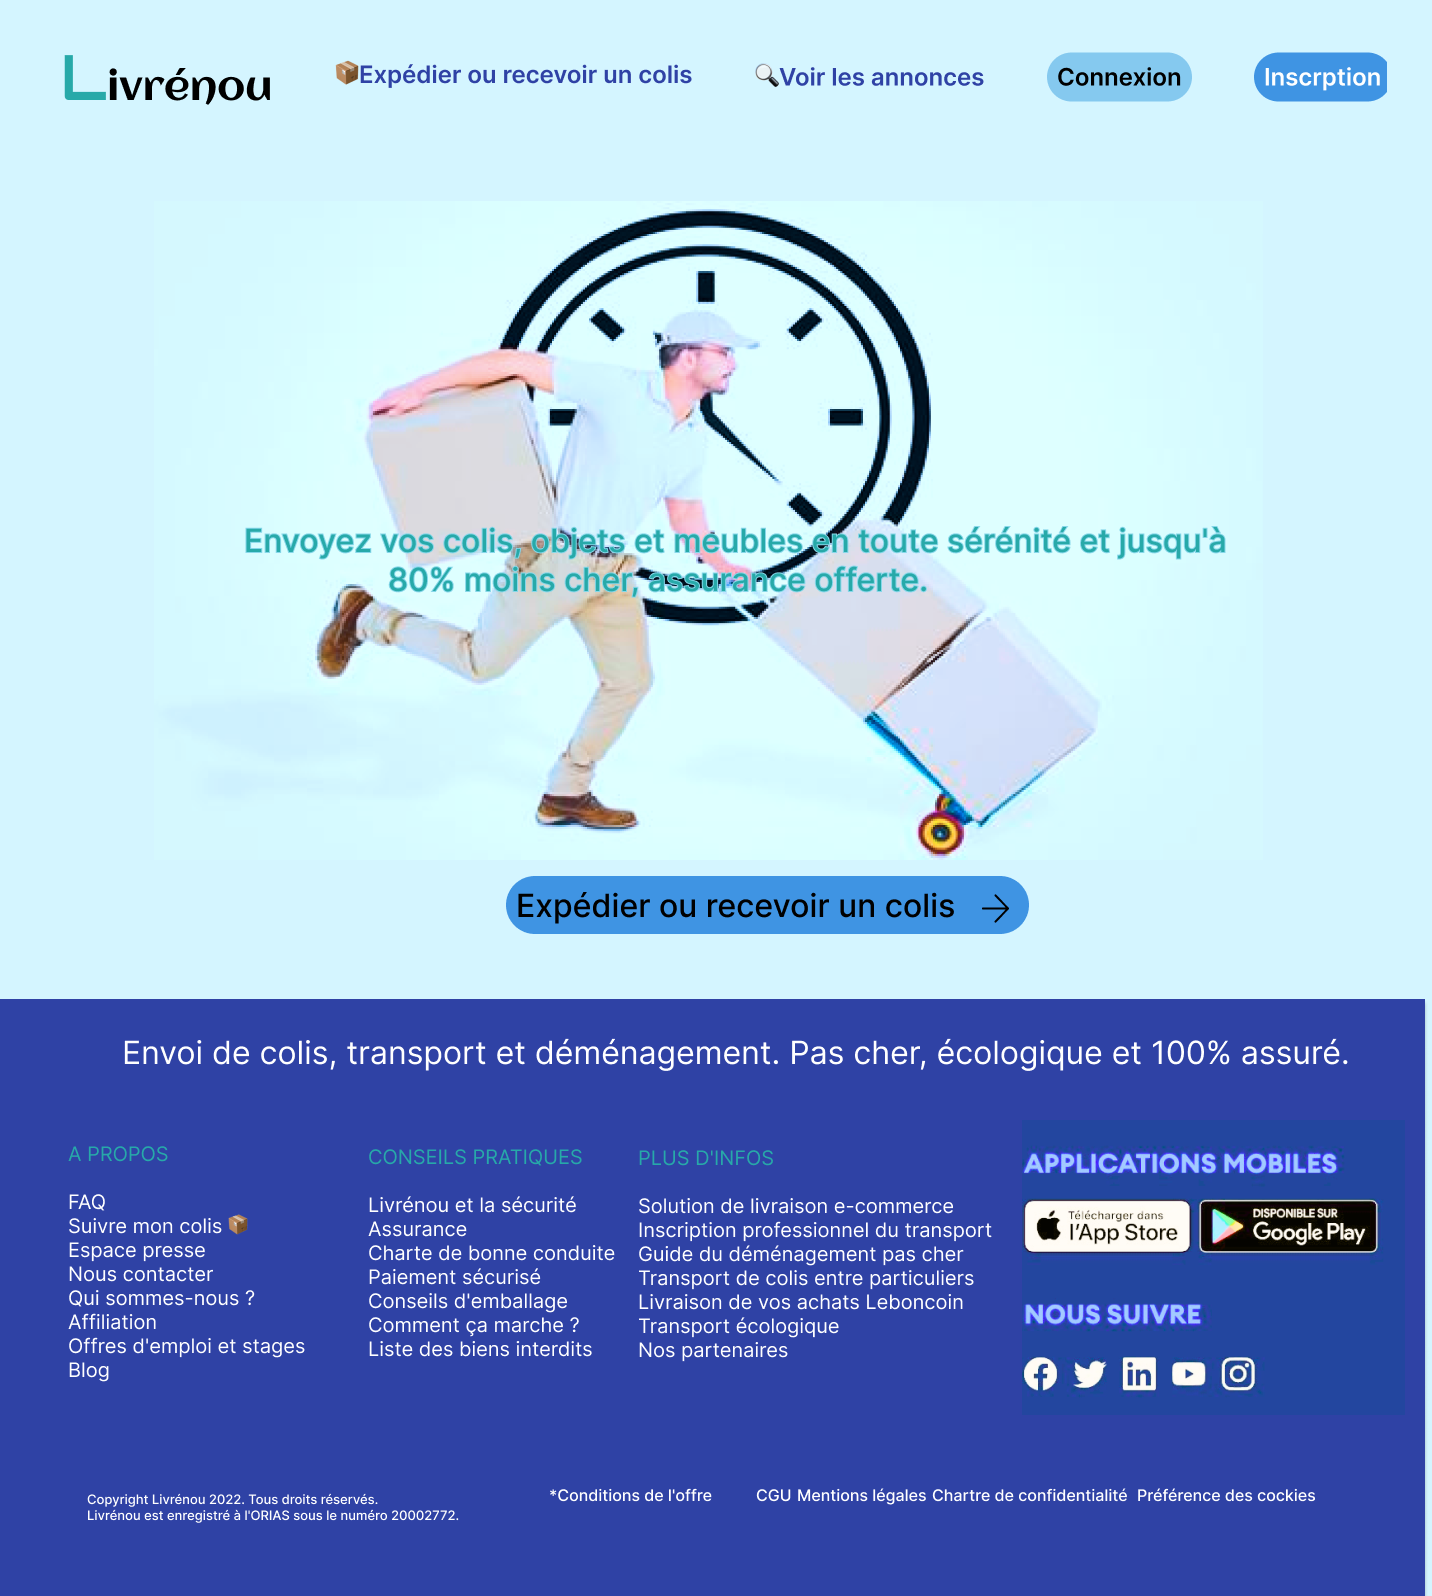 Livrénou
📦Expédier ou recevoir un colis
🔍Voir les annonces
Connexion
Inscrption
Envoyez vos colis, objets et meubles en toute sérénité et jusqu'à
80% moins cher, assurance offerte.
Expédier ou recevoir un colis →
Envoi de colis, transport et déménagement. Pas cher, écologique et 100% assuré.
A PROPOS
FAQ
Suivre mon colis 📦
Espace presse
Nous contacter
Qui sommes-nous ?
Affiliation
Offres d'emploi et stages
Blog
CONSEILS PRATIQUES
Livrénou et la sécurité
Assurance
Charte de bonne conduite
Paiement sécurisé
Conseils d'emballage
Comment ça marche ?
Liste des biens interdits
PLUS D'INFOS
Solution de livraison e-commerce
Inscription professionnel du transport
Guide du déménagement pas cher
Transport de colis entre particuliers
Livraison de vos achats Leboncoin
Transport écologique
Nos partenaires
APPLICATIONS MOBILES
Télécharger dans
l'App Store
DISPONIBLE SUR
Google Play
NOUS SUIVRE
Copyright Livrénou 2022. Tous droits réservés.
Livrénou est enregistré à l'ORIAS sous le numéro 20002772.
*Conditions de l'offre
CGU Mentions légales Chartre de confidentialité Préférence des cockies